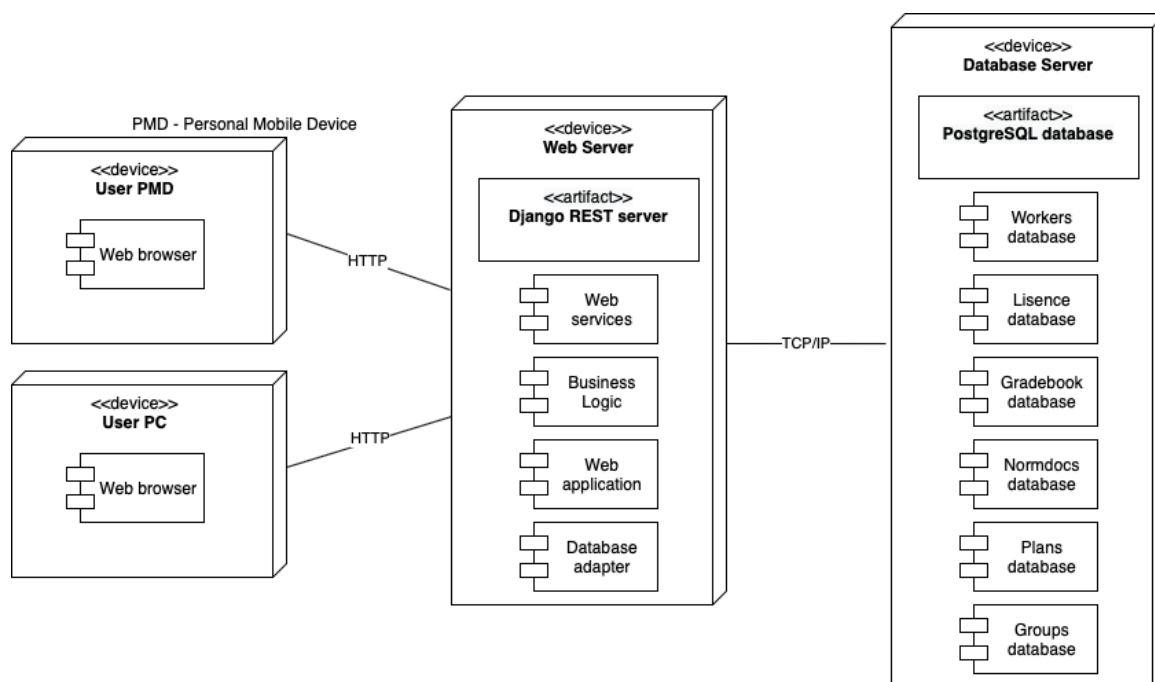 PMD - Personal Mobile Device
<<device>>
User PMD
Web browser
HTTP
<<device>>
User PC
Web browser
HTTP
<<device>>
Web Server
<<artifact>>
Django REST server
Web
services
Business
Logic
Web
application
Database
adapter
TCP/IP
<<device>>
Database Server
<<artifact>>
PostgreSQL database
Workers
database
Lisence
database
Gradebook
database
Normdocs
database
Plans
database
Groups
database